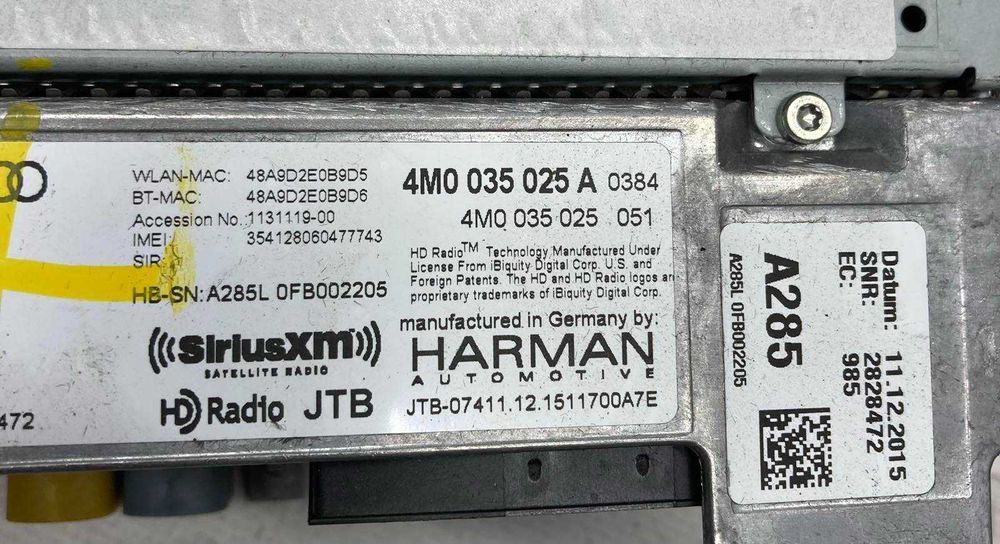 WLAN-MAC: 48A9D2E0B9D5
BT-MAC: 48A9D2E0B9D6
Accession No.:1131119-00
IMEI: 354128060477743
SIR
HB-SN: A285L 0FB002205
SiriusXm
SATELLITE RADIO
HD Radio JTB
472
4M0 035 025 A 0384
4M0 035 025 051
HD Radio™ Technology Manufactured Under
License From iBiquity Digital Corp. U.S. and
Foreign Patents. The HD and HD Radio logos are
proprietary trademarks of iBiquity Digital Corp.
manufactured in Germany by:
HARMAN
AUTOMOTIVE
JTB-07411.12.1511700A7E
Datum: 11.12.2015
SNR: 28284472
EC: 985
A285
A285L 0FB002205